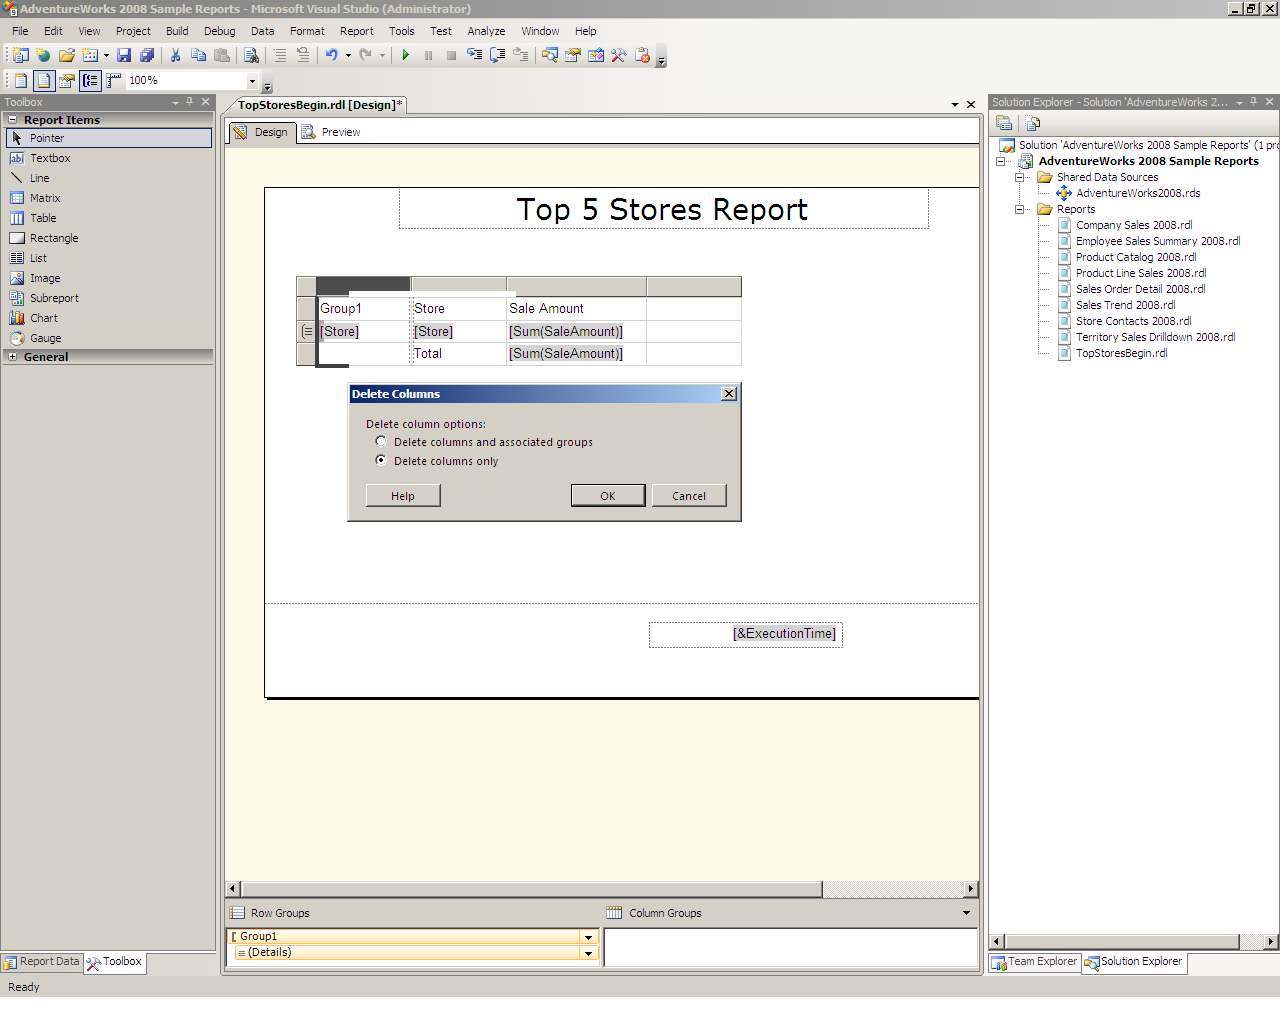 AdventureWorks 2008 Sample Reports - Microsoft Visual Studio (Administrator)
File Edit View Project Build Debug Data Format Report Tools Test Analyze Window Help
100%
Toolbox
Report Items
Pointer
Textbox
Line
Matrix
Table
Rectangle
List
Image
Subreport
Chart
Gauge
General
Report Data
Toolbox
TopStoresBegin.rdl [Design]*
Design
Preview
Top 5 Stores Report
Group1 Store Sale Amount
[Store] [Store] [Sum(SaleAmount)]
Total [Sum(SaleAmount)]
Delete Columns
Delete column options:
Delete columns and associated groups
Delete columns only
Help OK Cancel
[&ExecutionTime]
Row Groups
Column Groups
Group1
(Details)
Solution Explorer - Solution 'AdventureWorks 2...
Solution 'AdventureWorks 2008 Sample Reports' (1 pro
AdventureWorks 2008 Sample Reports
Shared Data Sources
AdventureWorks2008.rds
Reports
Company Sales 2008.rdl
Employee Sales Summary 2008.rdl
Product Catalog 2008.rdl
Product Line Sales 2008.rdl
Sales Order Detail 2008.rdl
Sales Trend 2008.rdl
Store Contacts 2008.rdl
Territory Sales Drilldown 2008.rdl
TopStoresBegin.rdl
Team Explorer
Solution Explorer
Ready